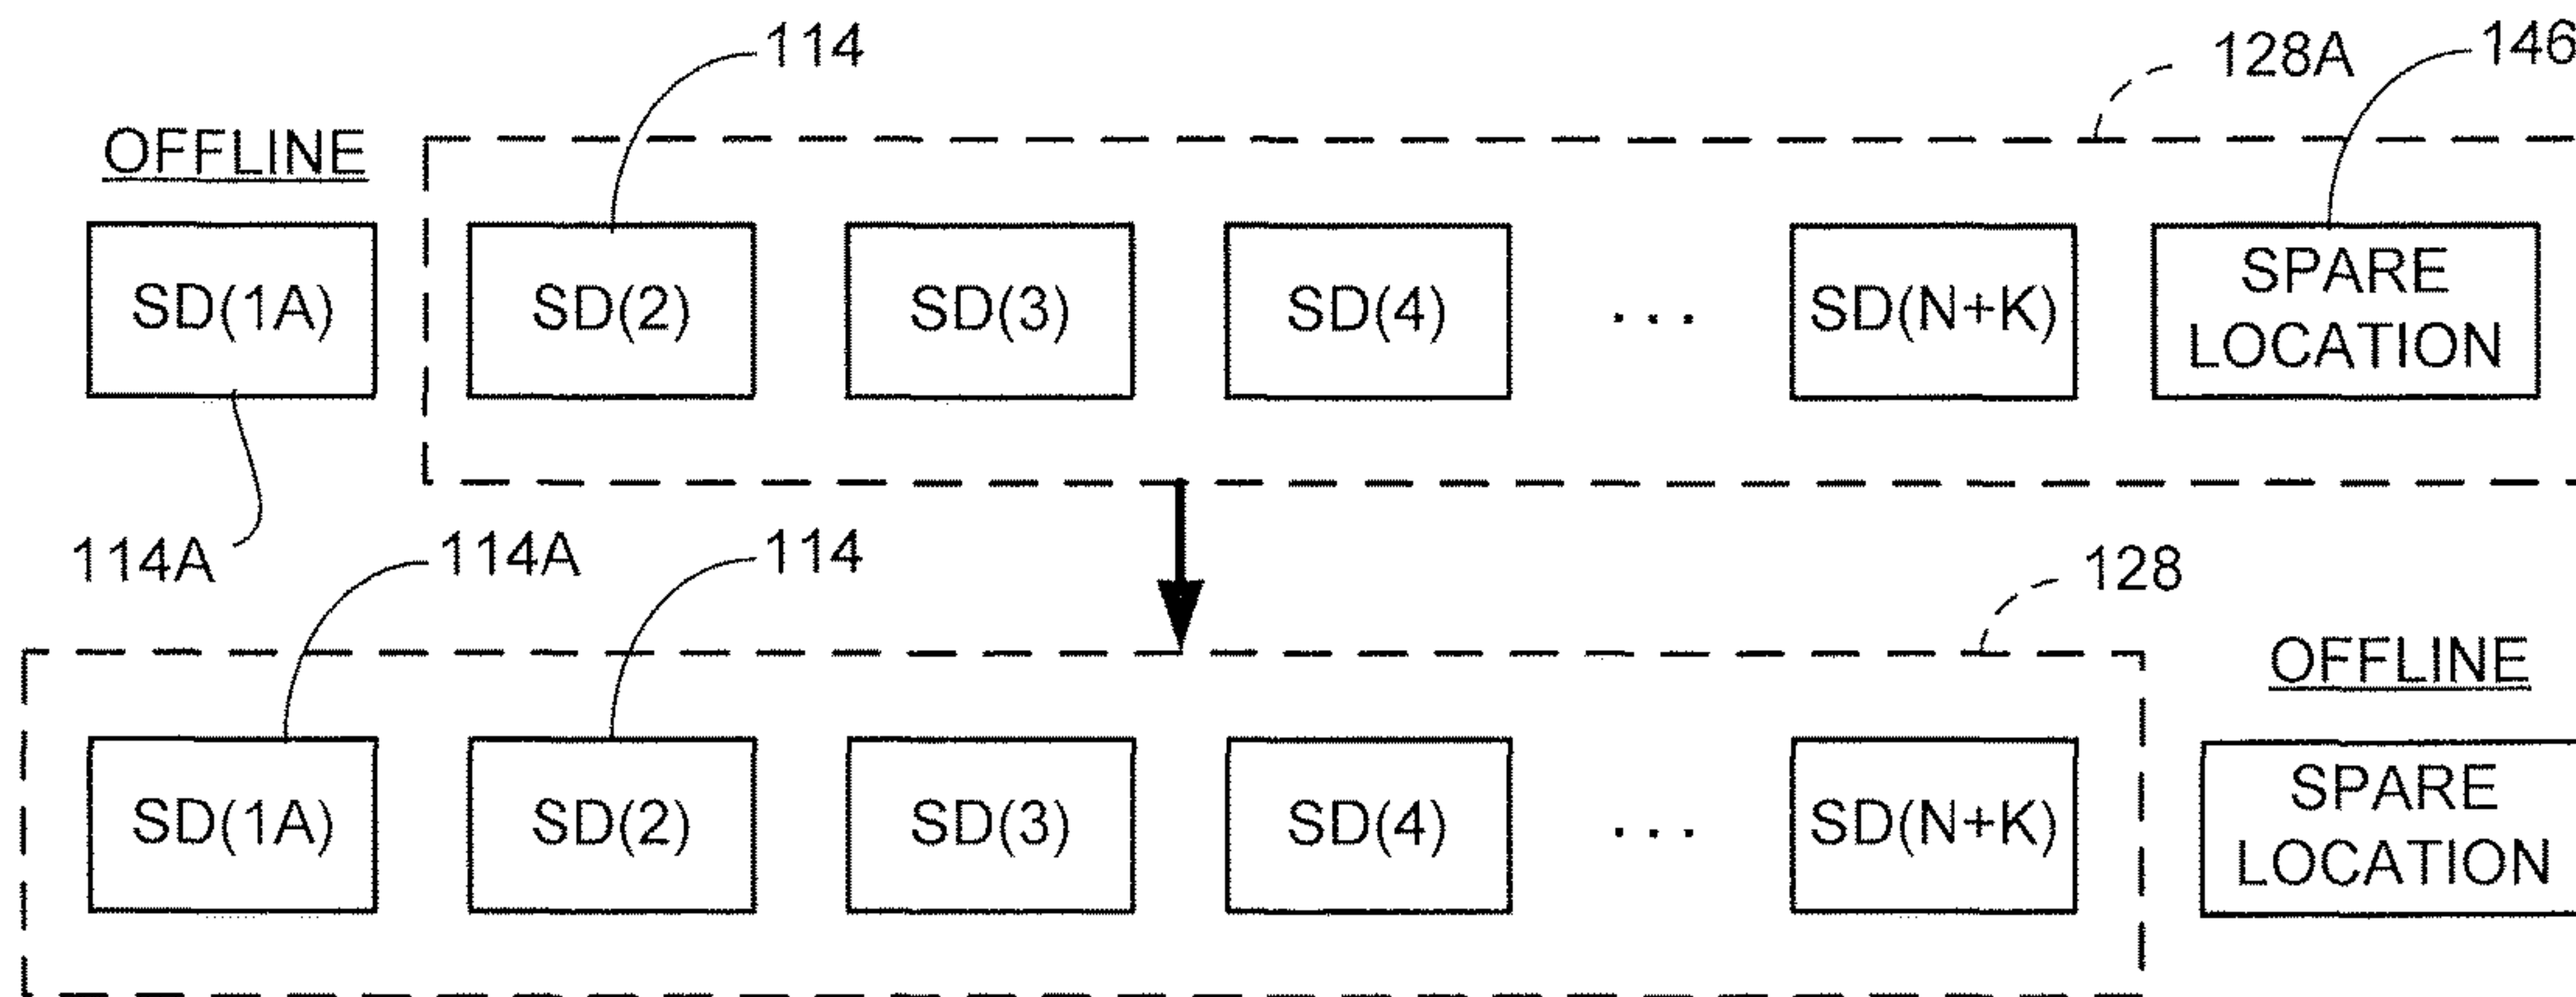 114
128A
146
OFFLINE
SD(1A)
SD(2)
SD(3)
SD(4)
...
SD(N+K)
SPARE
LOCATION
114A
114A
114
128
OFFLINE
SD(1A)
SD(2)
SD(3)
SD(4)
...
SD(N+K)
SPARE
LOCATION